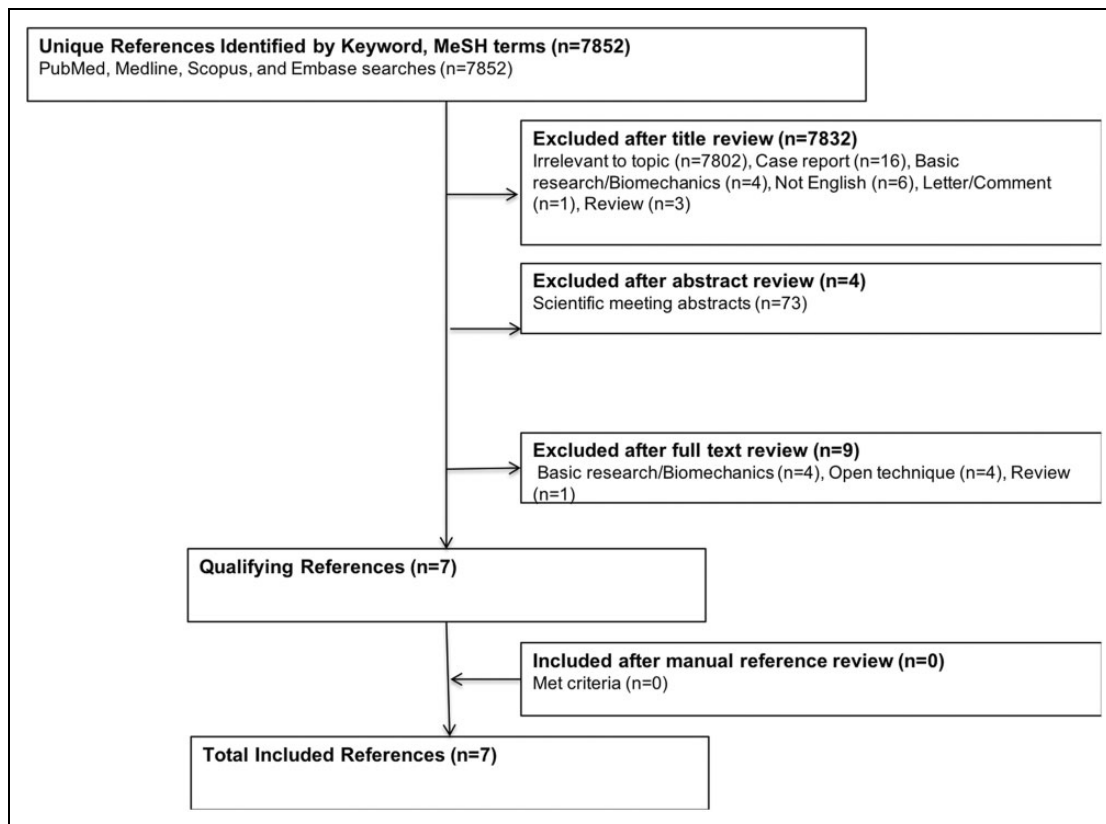 Unique References Identified by Keyword, MeSH terms (n=7852)
PubMed, Medline, Scopus, and Embase searches (n=7852)
Excluded after title review (n=7832)
Irrelevant to topic (n=7802), Case report (n=16), Basic
research/Biomechanics (n=4), Not English (n=6), Letter/Comment
(n=1), Review (n=3)
Excluded after abstract review (n=4)
Scientific meeting abstracts (n=73)
Excluded after full text review (n=9)
Basic research/Biomechanics (n=4), Open technique (n=4), Review
(n=1)
Qualifying References (n=7)
Included after manual reference review (n=0)
Met criteria (n=0)
Total Included References (n=7)